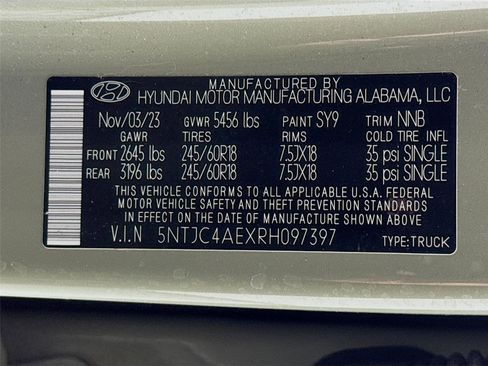 MANUFACTURED BY
HYUNDAI MOTOR MANUFACTURING ALABAMA, LLC
Nov/03/23 GVWR 5456 lbs PAINT SY9 TRIM NNB
GAWR TIRES RIMS COLD TIRE INFL
FRONT 2645 lbs 245/60R18 7.5JX18 35 psi SINGLE
REAR 3196 lbs 245/60R18 7.5JX18 35 psi SINGLE
THIS VEHICLE CONFORMS TO ALL APPLICABLE U.S.A. FEDERAL
MOTOR VEHICLE SAFETY AND THEFT PREVENTION STANDARDS
IN EFFECT ON THE DATE OF MANUFACTURE SHOWN ABOVE.
V.I.N 5NTJC4AEXRH097397 TYPE:TRUCK